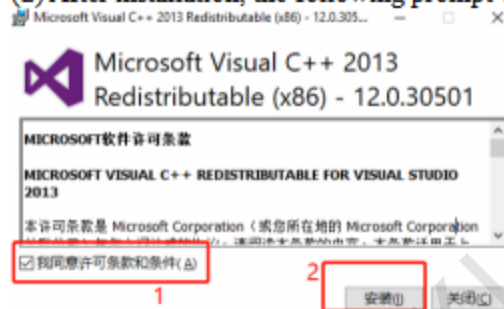 (2)After installation, the following prompt
Microsoft Visual C++ 2013 Redistributable (x86) - 12.0.305...
Microsoft Visual C++ 2013
Redistributable (x86) - 12.0.30501
MICROSOFT软件许可条款
MICROSOFT VISUAL C++ REDISTRIBUTABLE FOR VISUAL STUDIO
2013
本许可条款是 Microsoft Corporation（或您所在地的 Microsoft Corporation
☑我同意许可条款和条件(A)
1
2
安装(I)
关闭(C)